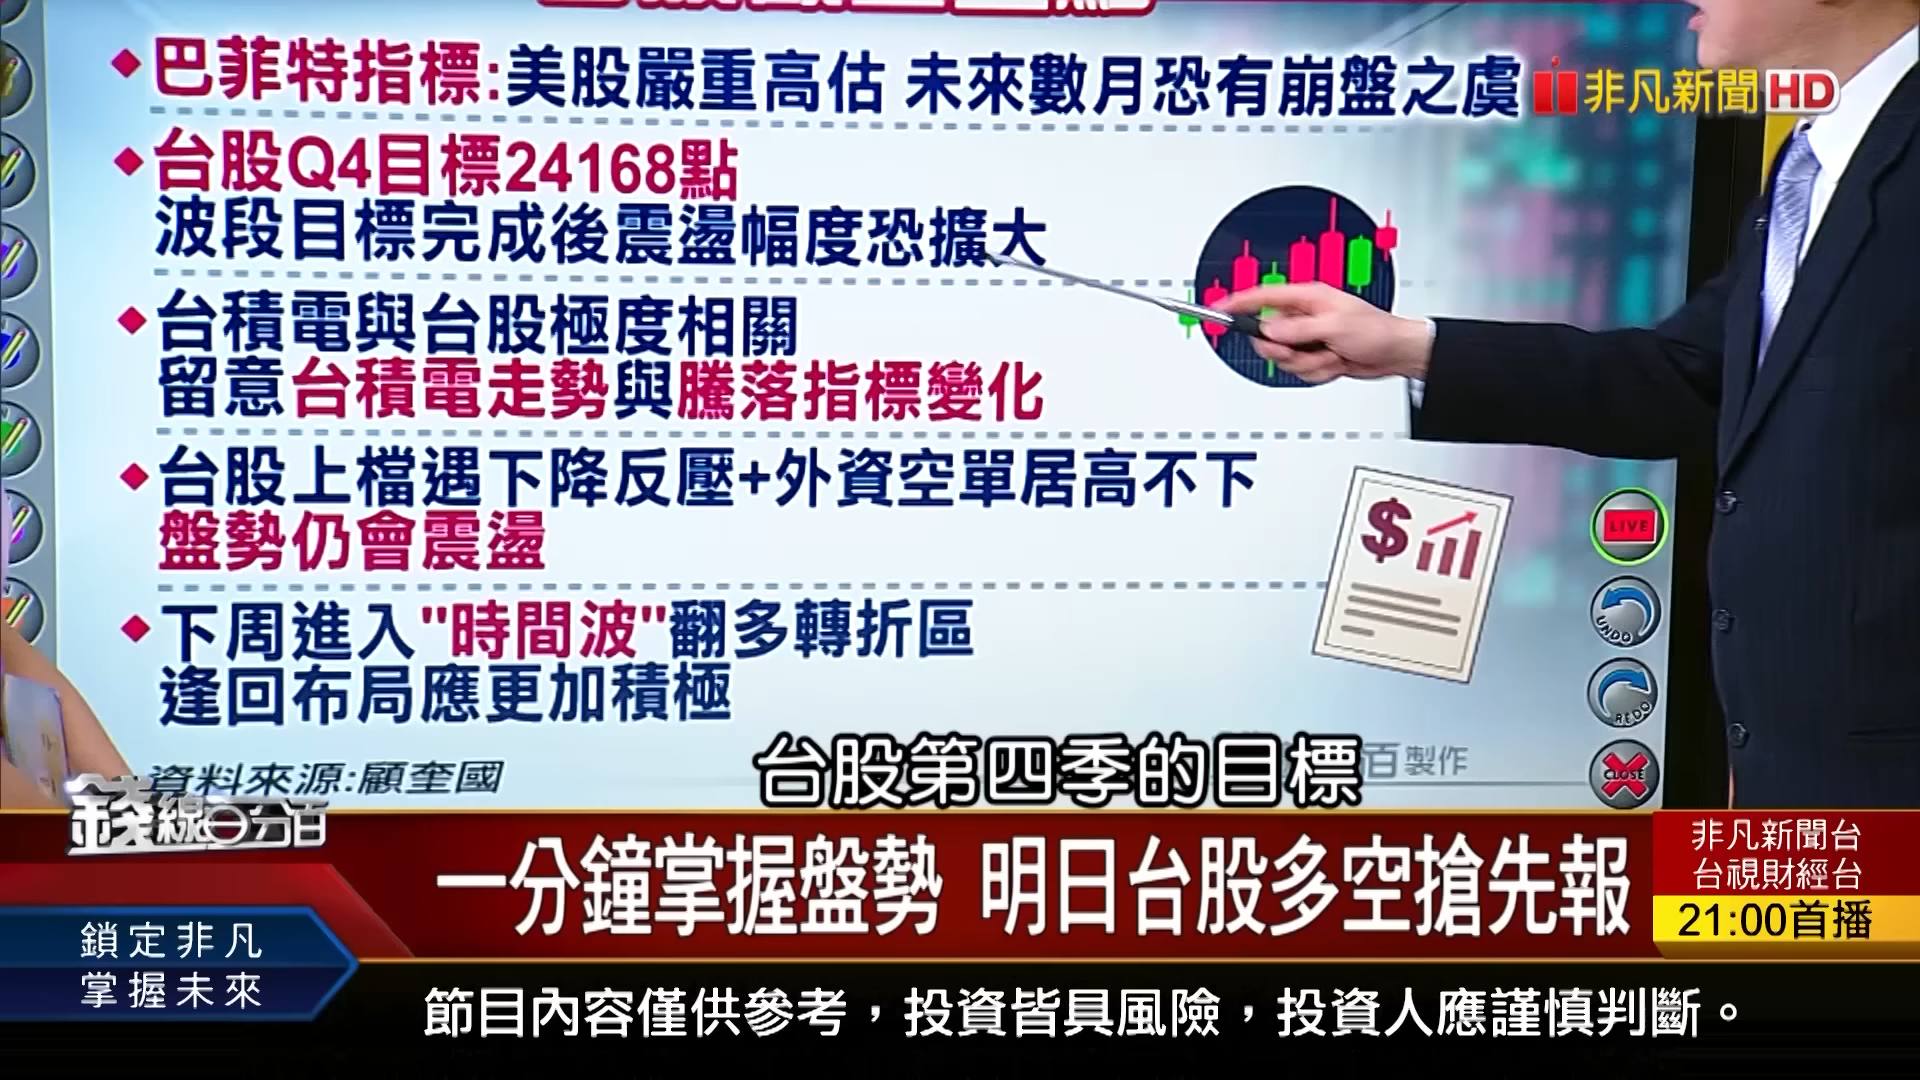 巴菲特指標:美股嚴重高估 未來數月恐有崩盤之虞
非凡新聞HD
台股Q4目標24168點
波段目標完成後震盪幅度恐擴大
台積電與台股極度相關
留意台積電走勢與騰落指標變化
台股上檔遇下降反壓+外資空單居高不下
盤勢仍會震盪
LIVE
UNDO
下周進入"時間波"翻多轉折區
逢回布局應更加積極
REDO
資料來源:顧奎國
百製作
CLOSE
台股第四季的目標
錢線百分百
一分鐘掌握盤勢 明日台股多空搶先報
非凡新聞台
台視財經台
21:00首播
鎖定非凡
掌握未來
節目內容僅供參考，投資皆具風險，投資人應謹慎判斷。